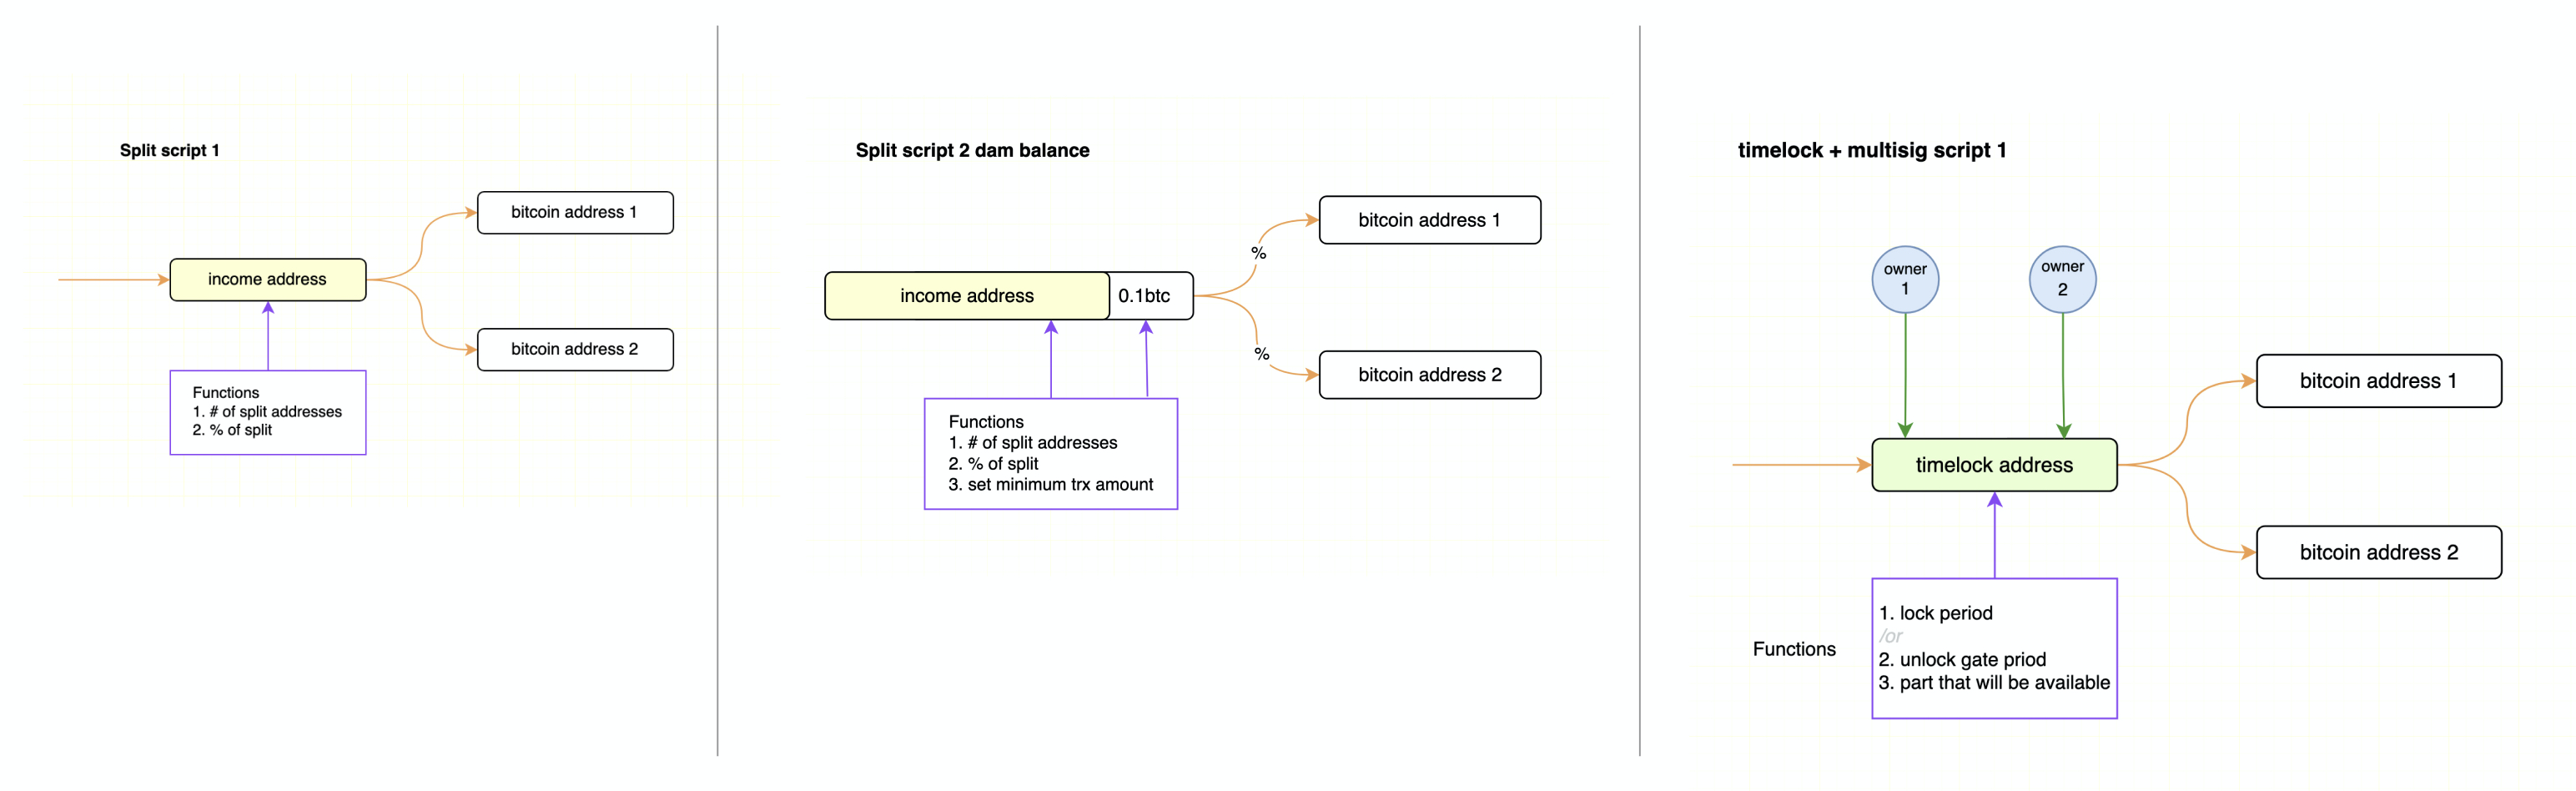 Split script 1
bitcoin address 1
income address
bitcoin address 2
Functions
1. # of split addresses
2. % of split
Split script 2 dam balance
bitcoin address 1
%
income address
0.1btc
%
bitcoin address 2
Functions
1. # of split addresses
2. % of split
3. set minimum trx amount
timelock + multisig script 1
owner
1
owner
2
bitcoin address 1
timelock address
bitcoin address 2
Functions
1. lock period
/or
2. unlock gate priod
3. part that will be available